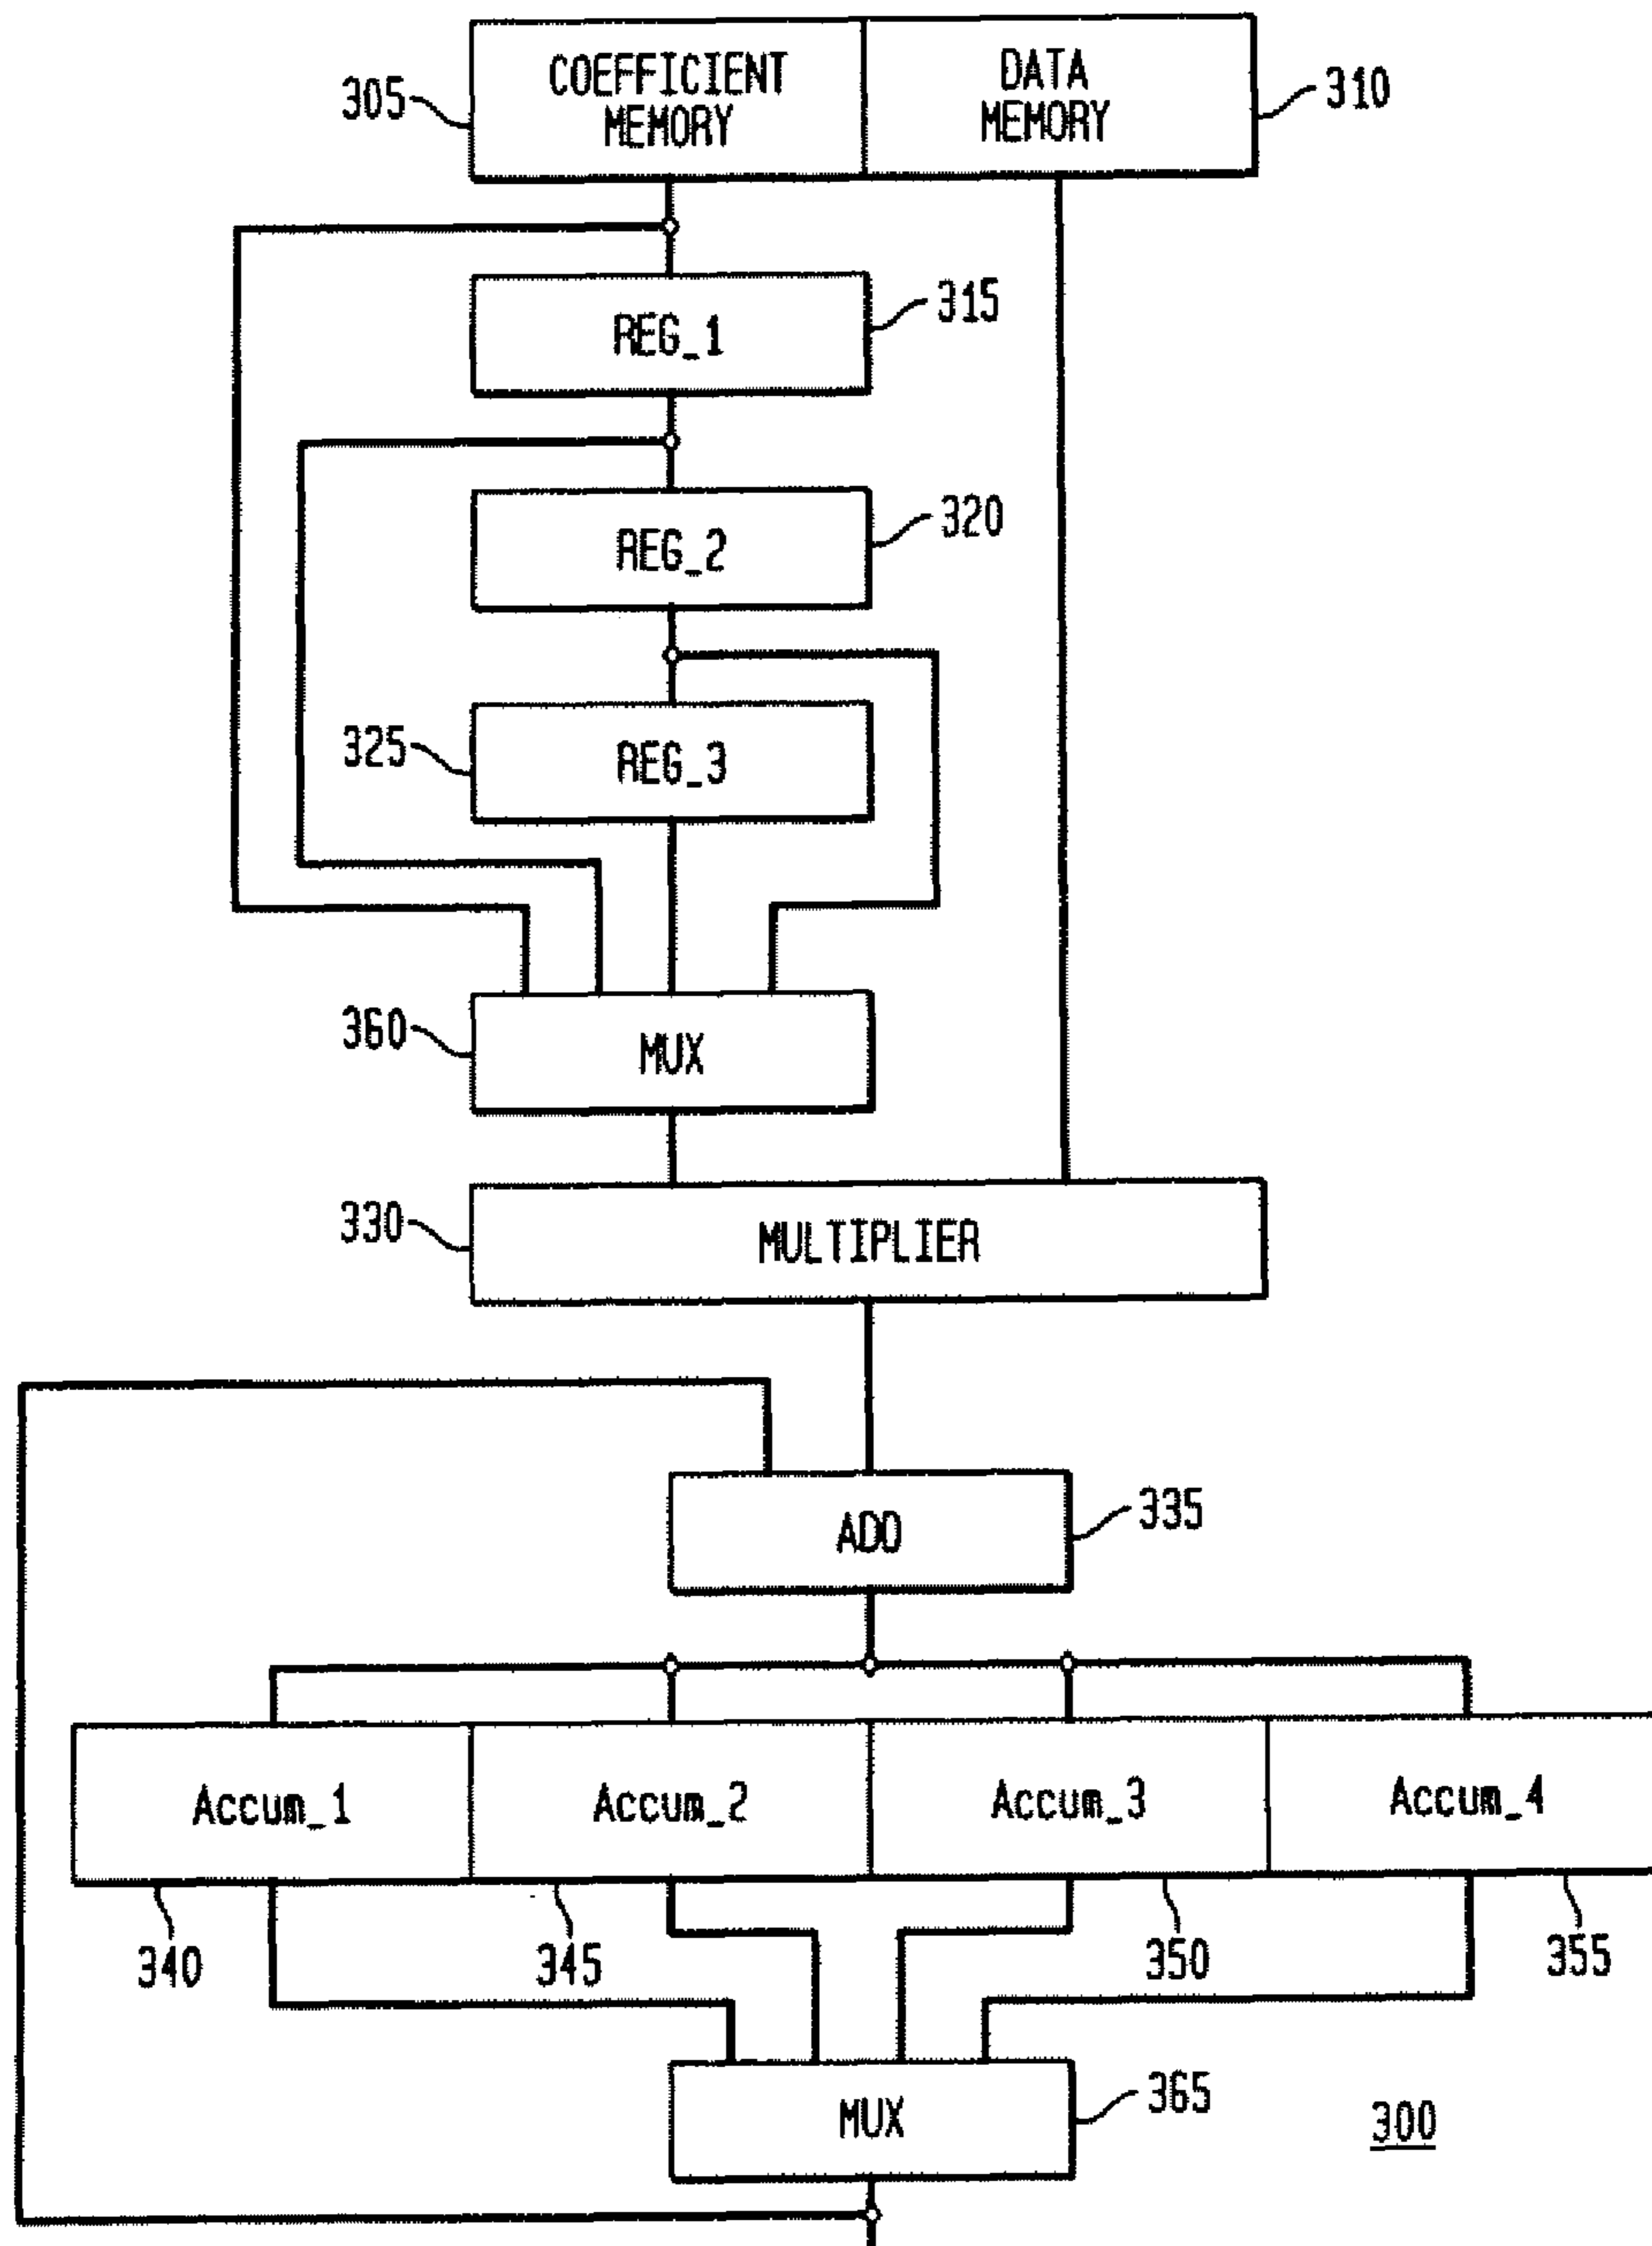 COEFFICIENT
MEMORY
DATA
MEMORY
305
310
REG_1
315
REG_2
320
325
REG_3
360
MUX
330
MULTIPLIER
ADD
335
Accum_1
Accum_2
Accum_3
Accum_4
340
345
350
355
MUX
365
300